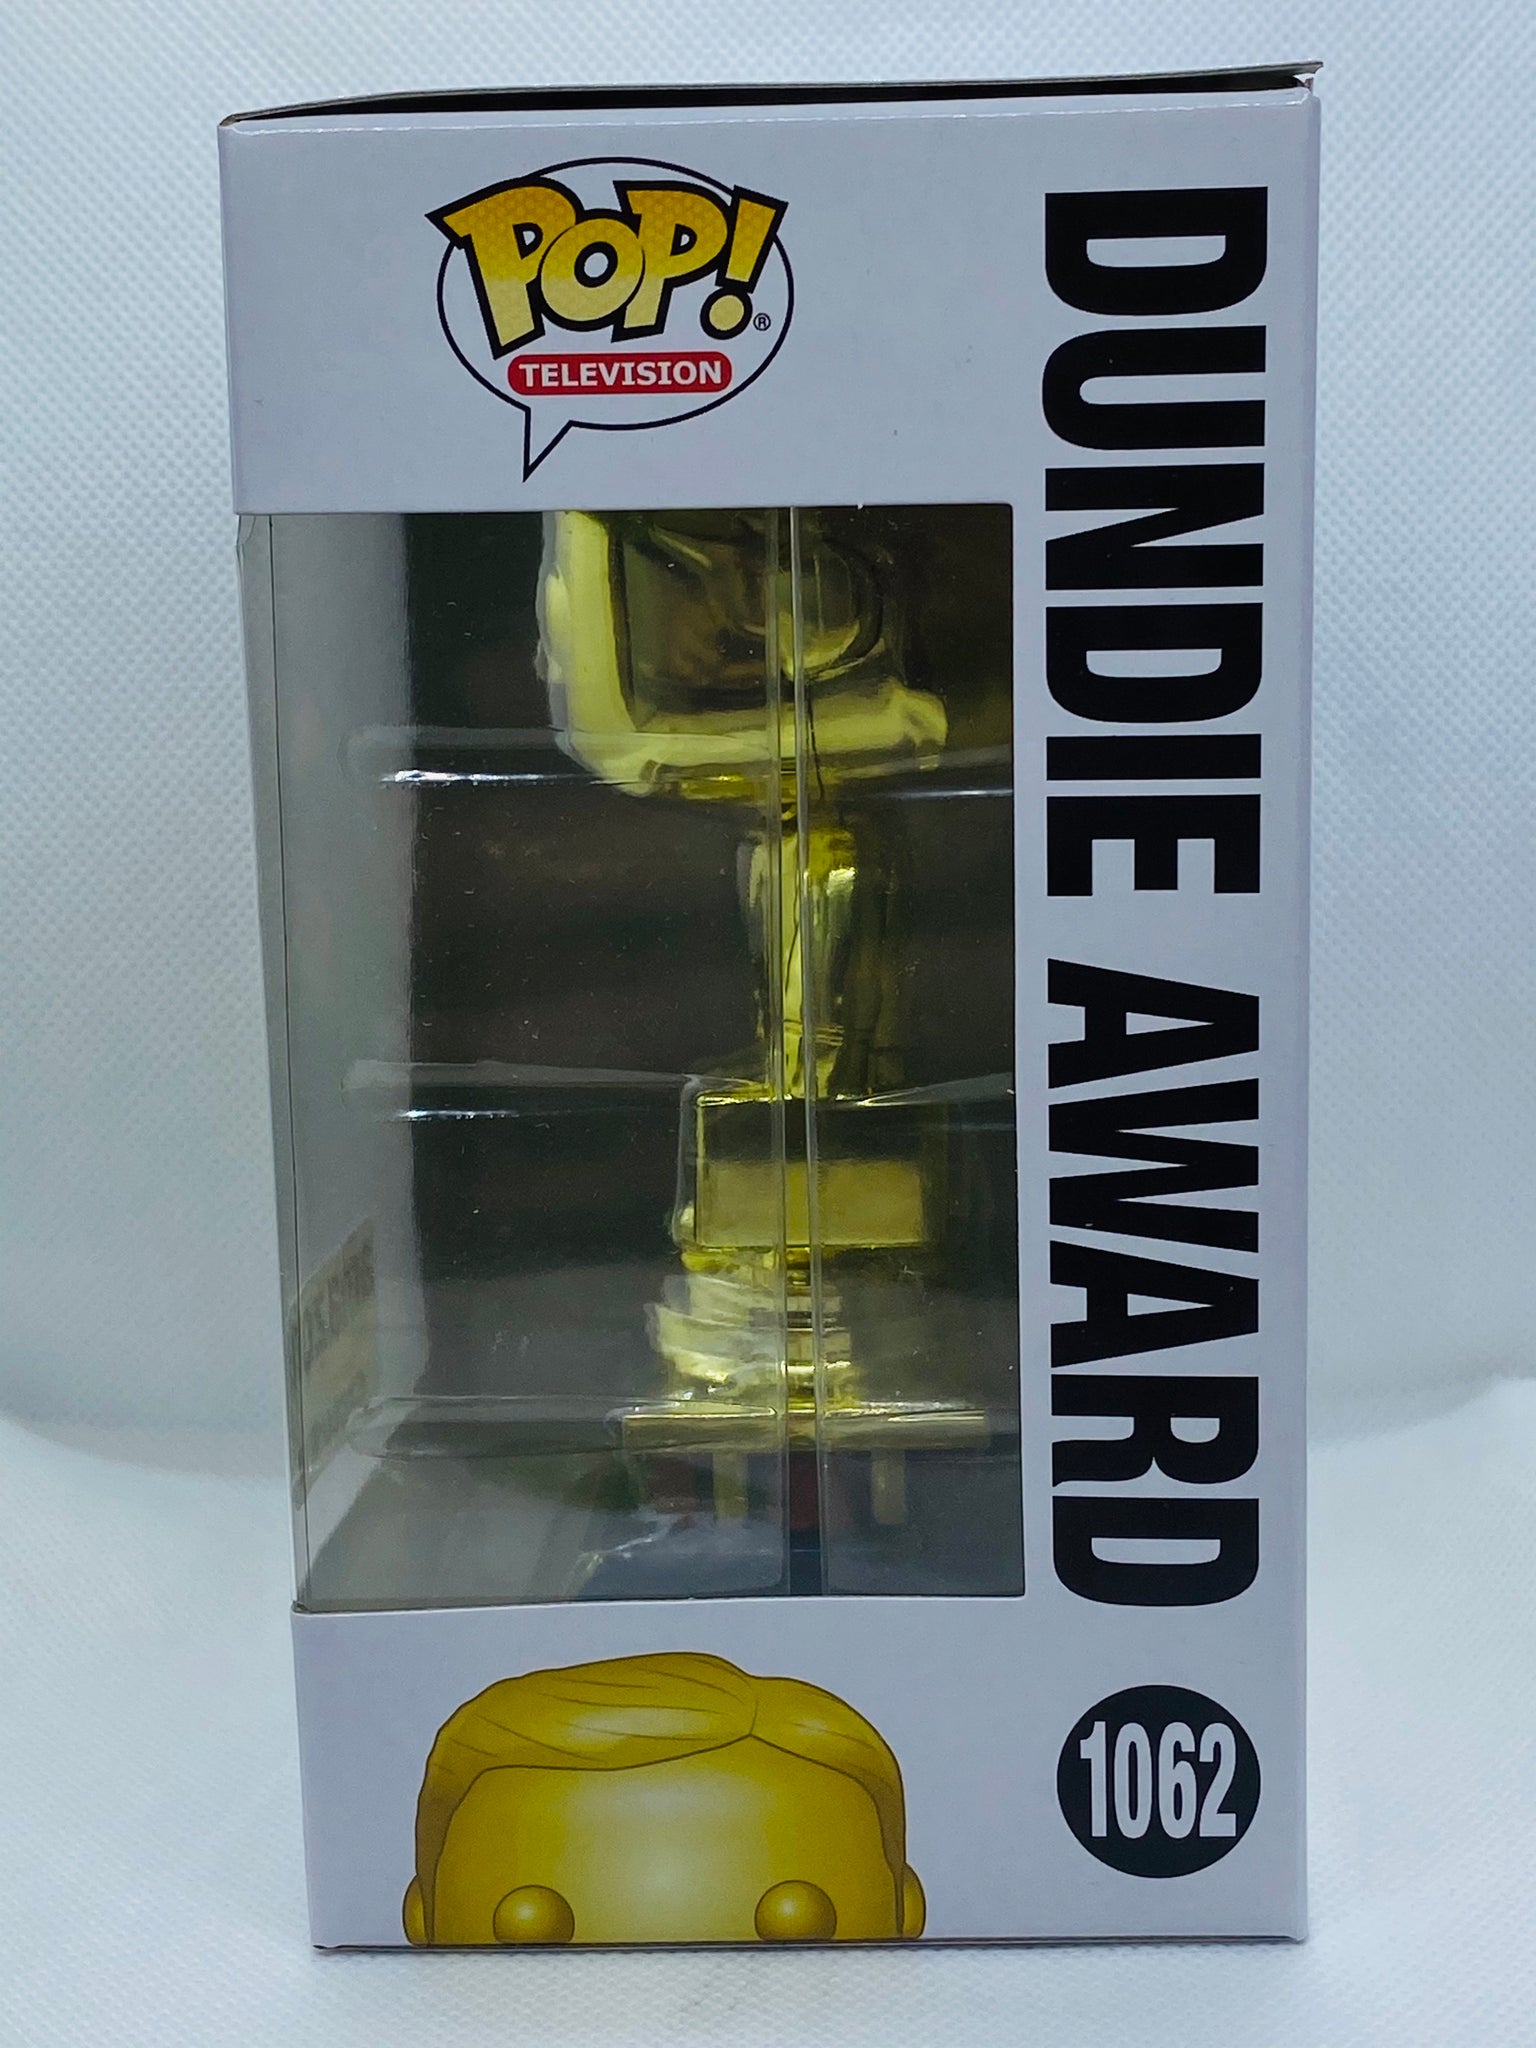 POP!®
TELEVISION
DUNDIE AWARD
1062